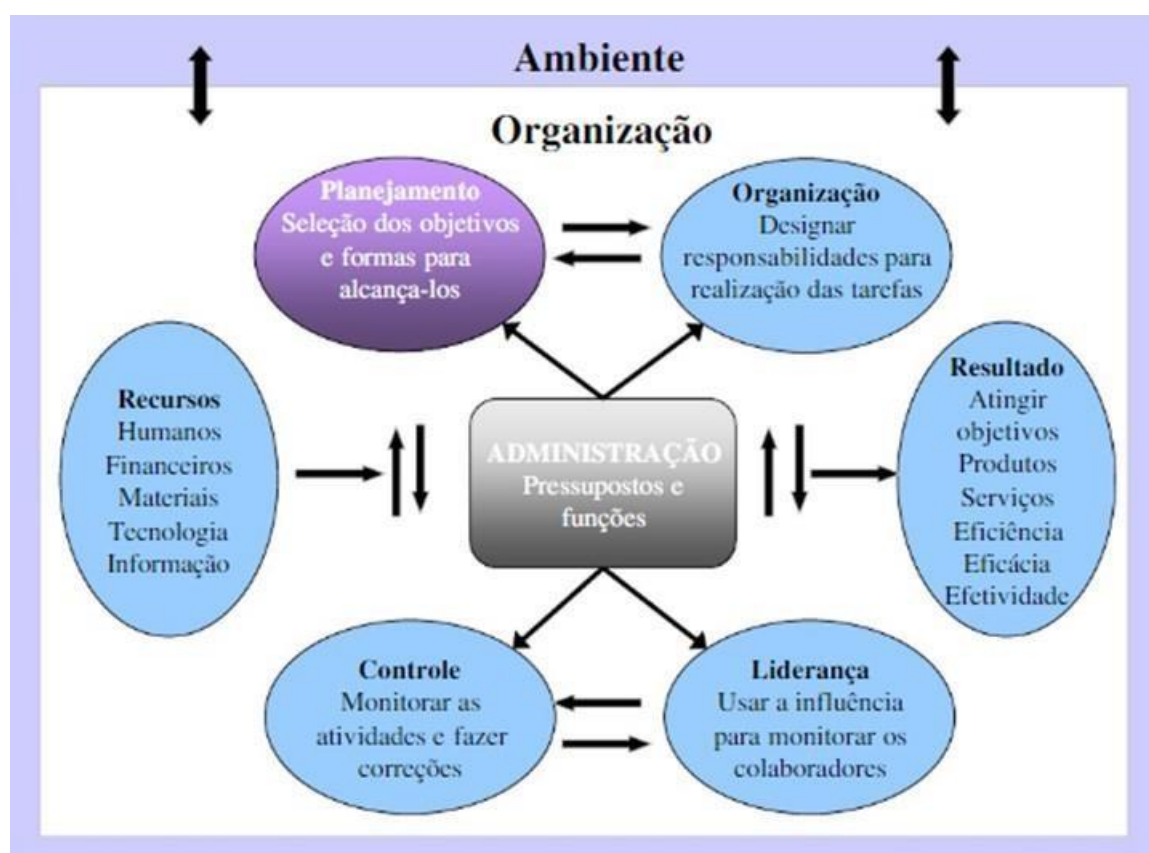 Ambiente
Organização
Planejamento
Seleção dos objetivos
e formas para
alcança-los
Organização
Designar
responsabilidades para
realização das tarefas
Recursos
Humanos
Financeiros
Materiais
Tecnologia
Informação
ADMINISTRAÇÃO
Pressupostos e
funções
Resultado
Atingir
objetivos
Produtos
Serviços
Eficiência
Eficácia
Efetividade
Controle
Monitorar as
atividades e fazer
correções
Liderança
Usar a influência
para monitorar os
colaboradores